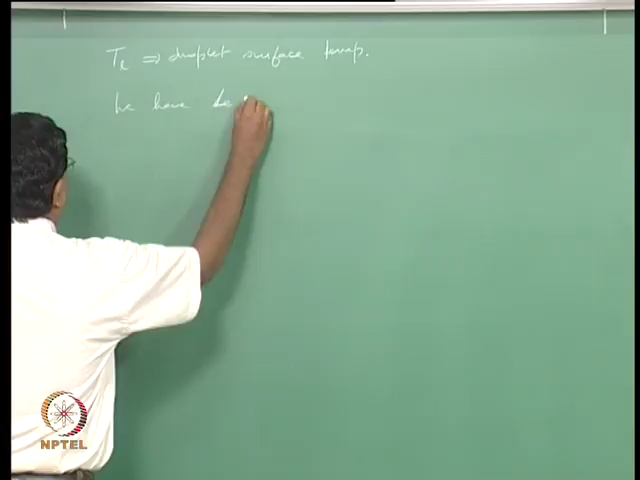 T_l ⇒ droplet surface temp.
We have
NPTEL